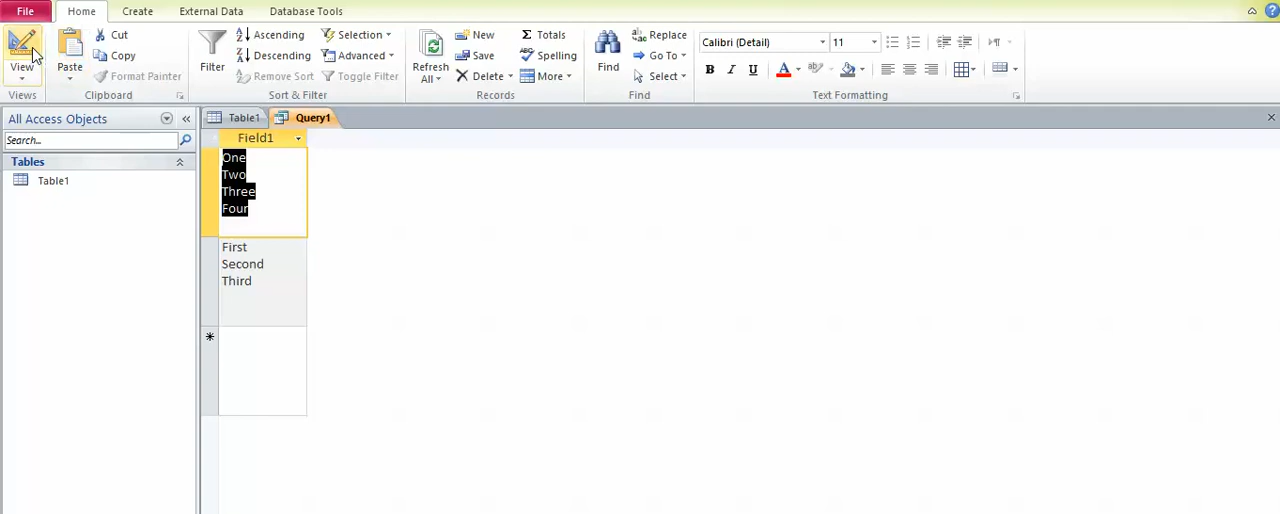 File Home Create External Data Database Tools
View Paste Cut Copy Format Painter Filter Ascending Descending Remove Sort Selection Advanced Toggle Filter Refresh All New Save Delete Totals Spelling More Find Replace Go To Select Calibri (Detail) 11 B I U A
Views Clipboard Sort & Filter Records Find Text Formatting
All Access Objects
Search...
Tables
Table1
Table1 Query1
Field1
One
Two
Three
Four
First
Second
Third